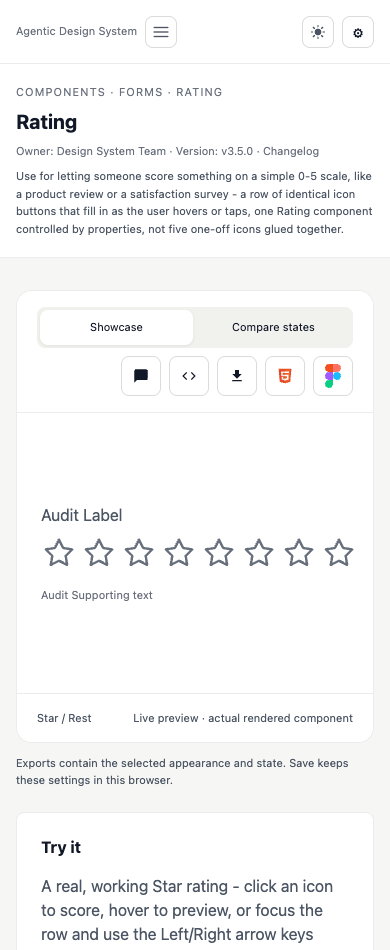 Agentic Design System
COMPONENTS · FORMS · RATING
Rating
Owner: Design System Team · Version: v3.5.0 · Changelog
Use for letting someone score something on a simple 0-5 scale, like
a product review or a satisfaction survey - a row of identical icon
buttons that fill in as the user hovers or taps, one Rating component
controlled by properties, not five one-off icons glued together.
Showcase
Compare states
Audit Label
Audit Supporting text
Star / Rest
Live preview · actual rendered component
Exports contain the selected appearance and state. Save keeps
these settings in this browser.
Try it
A real, working Star rating - click an icon
to score, hover to preview, or focus the
row and use the Left/Right arrow keys